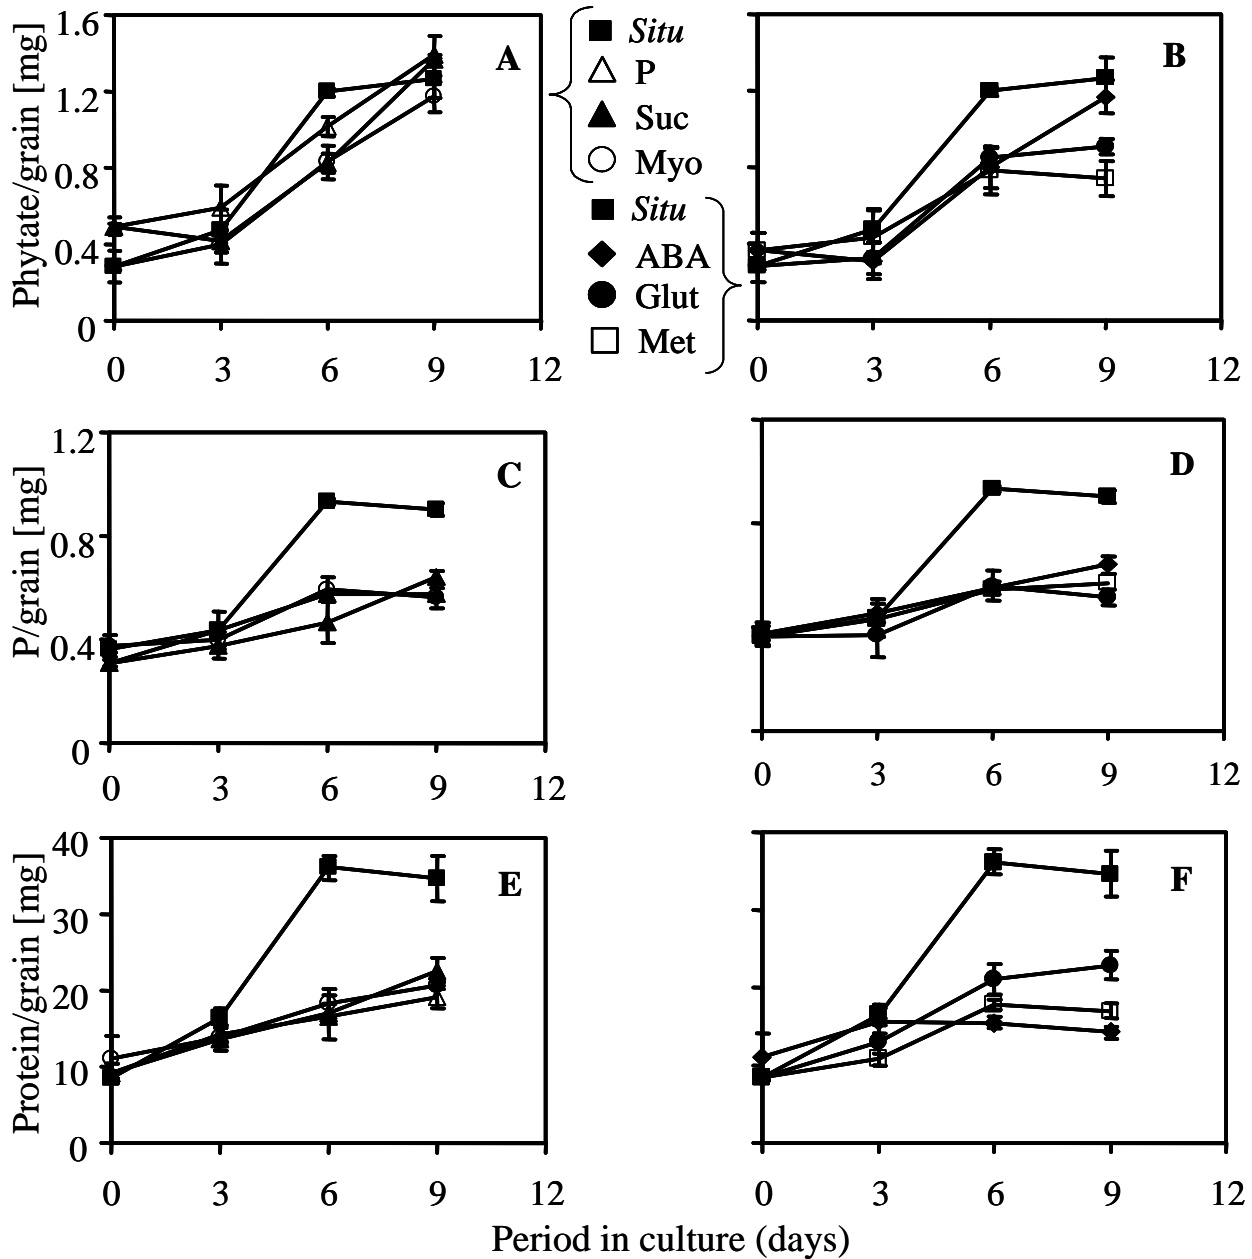 1.6
1.2
0.8
0.4
0
Phytate/grain [mg]
A
0 3 6 9 12
Situ
P
Suc
Myo
Situ
ABA
Glut
Met
B
0 3 6 9 12
1.2
0.8
0.4
0
P/grain [mg]
C
0 3 6 9 12
D
0 3 6 9 12
40
30
20
10
0
Protein/grain [mg]
E
0 3 6 9 12
F
0 3 6 9 12
Period in culture (days)